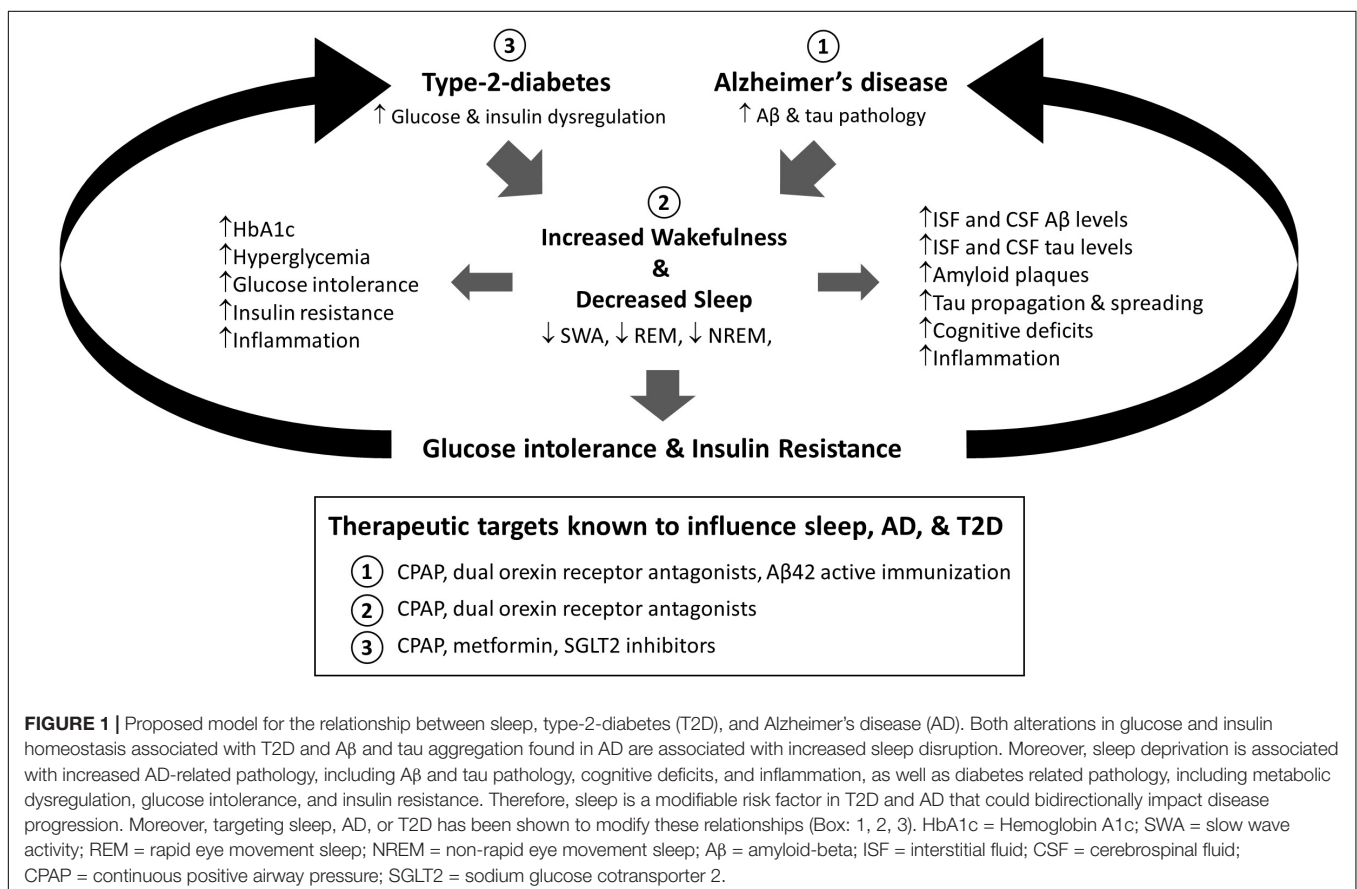 ③
Type-2-diabetes
↑ Glucose & insulin dysregulation
①
Alzheimer's disease
↑ Aβ & tau pathology
↑HbA1c
↑Hyperglycemia
↑Glucose intolerance
↑Insulin resistance
↑Inflammation
②
Increased Wakefulness
&
Decreased Sleep
↓ SWA, ↓ REM, ↓ NREM,
↑ISF and CSF Aβ levels
↑ISF and CSF tau levels
↑Amyloid plaques
↑Tau propagation & spreading
↑Cognitive deficits
↑Inflammation
Glucose intolerance & Insulin Resistance
Therapeutic targets known to influence sleep, AD, & T2D
① CPAP, dual orexin receptor antagonists, Aβ42 active immunization
② CPAP, dual orexin receptor antagonists
③ CPAP, metformin, SGLT2 inhibitors
FIGURE 1 | Proposed model for the relationship between sleep, type-2-diabetes (T2D), and Alzheimer's disease (AD). Both alterations in glucose and insulin
homeostasis associated with T2D and Aβ and tau aggregation found in AD are associated with increased sleep disruption. Moreover, sleep deprivation is associated
with increased AD-related pathology, including Aβ and tau pathology, cognitive deficits, and inflammation, as well as diabetes related pathology, including metabolic
dysregulation, glucose intolerance, and insulin resistance. Therefore, sleep is a modifiable risk factor in T2D and AD that could bidirectionally impact disease
progression. Moreover, targeting sleep, AD, or T2D has been shown to modify these relationships (Box: 1, 2, 3). HbA1c = Hemoglobin A1c; SWA = slow wave
activity; REM = rapid eye movement sleep; NREM = non-rapid eye movement sleep; Aβ = amyloid-beta; ISF = interstitial fluid; CSF = cerebrospinal fluid;
CPAP = continuous positive airway pressure; SGLT2 = sodium glucose cotransporter 2.